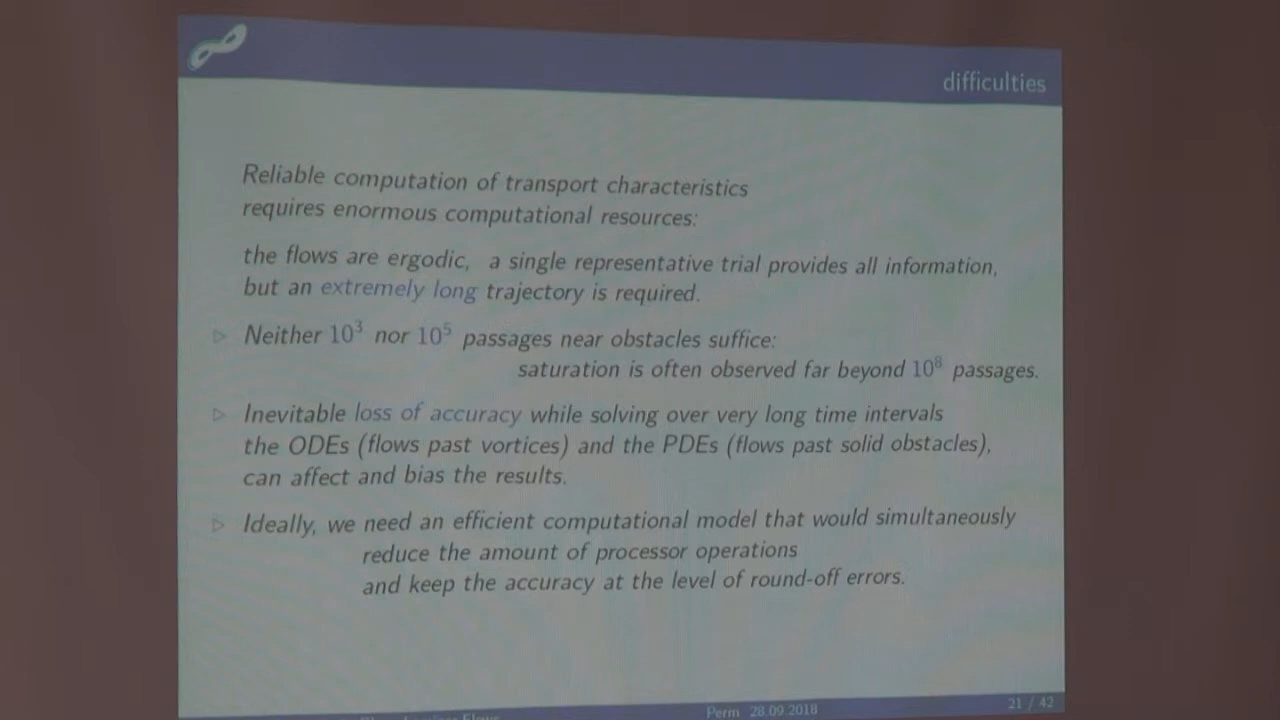 difficulties
Reliable computation of transport characteristics
requires enormous computational resources:
the flows are ergodic, a single representative trial provides all information,
but an extremely long trajectory is required.
▷ Neither 10³ nor 10⁵ passages near obstacles suffice:
saturation is often observed far beyond 10⁸ passages.
▷ Inevitable loss of accuracy while solving over very long time intervals
the ODEs (flows past vortices) and the PDEs (flows past solid obstacles),
can affect and bias the results.
▷ Ideally, we need an efficient computational model that would simultaneously
reduce the amount of processor operations
and keep the accuracy at the level of round-off errors.
Flows Perm 28.09.2018 21 / 42